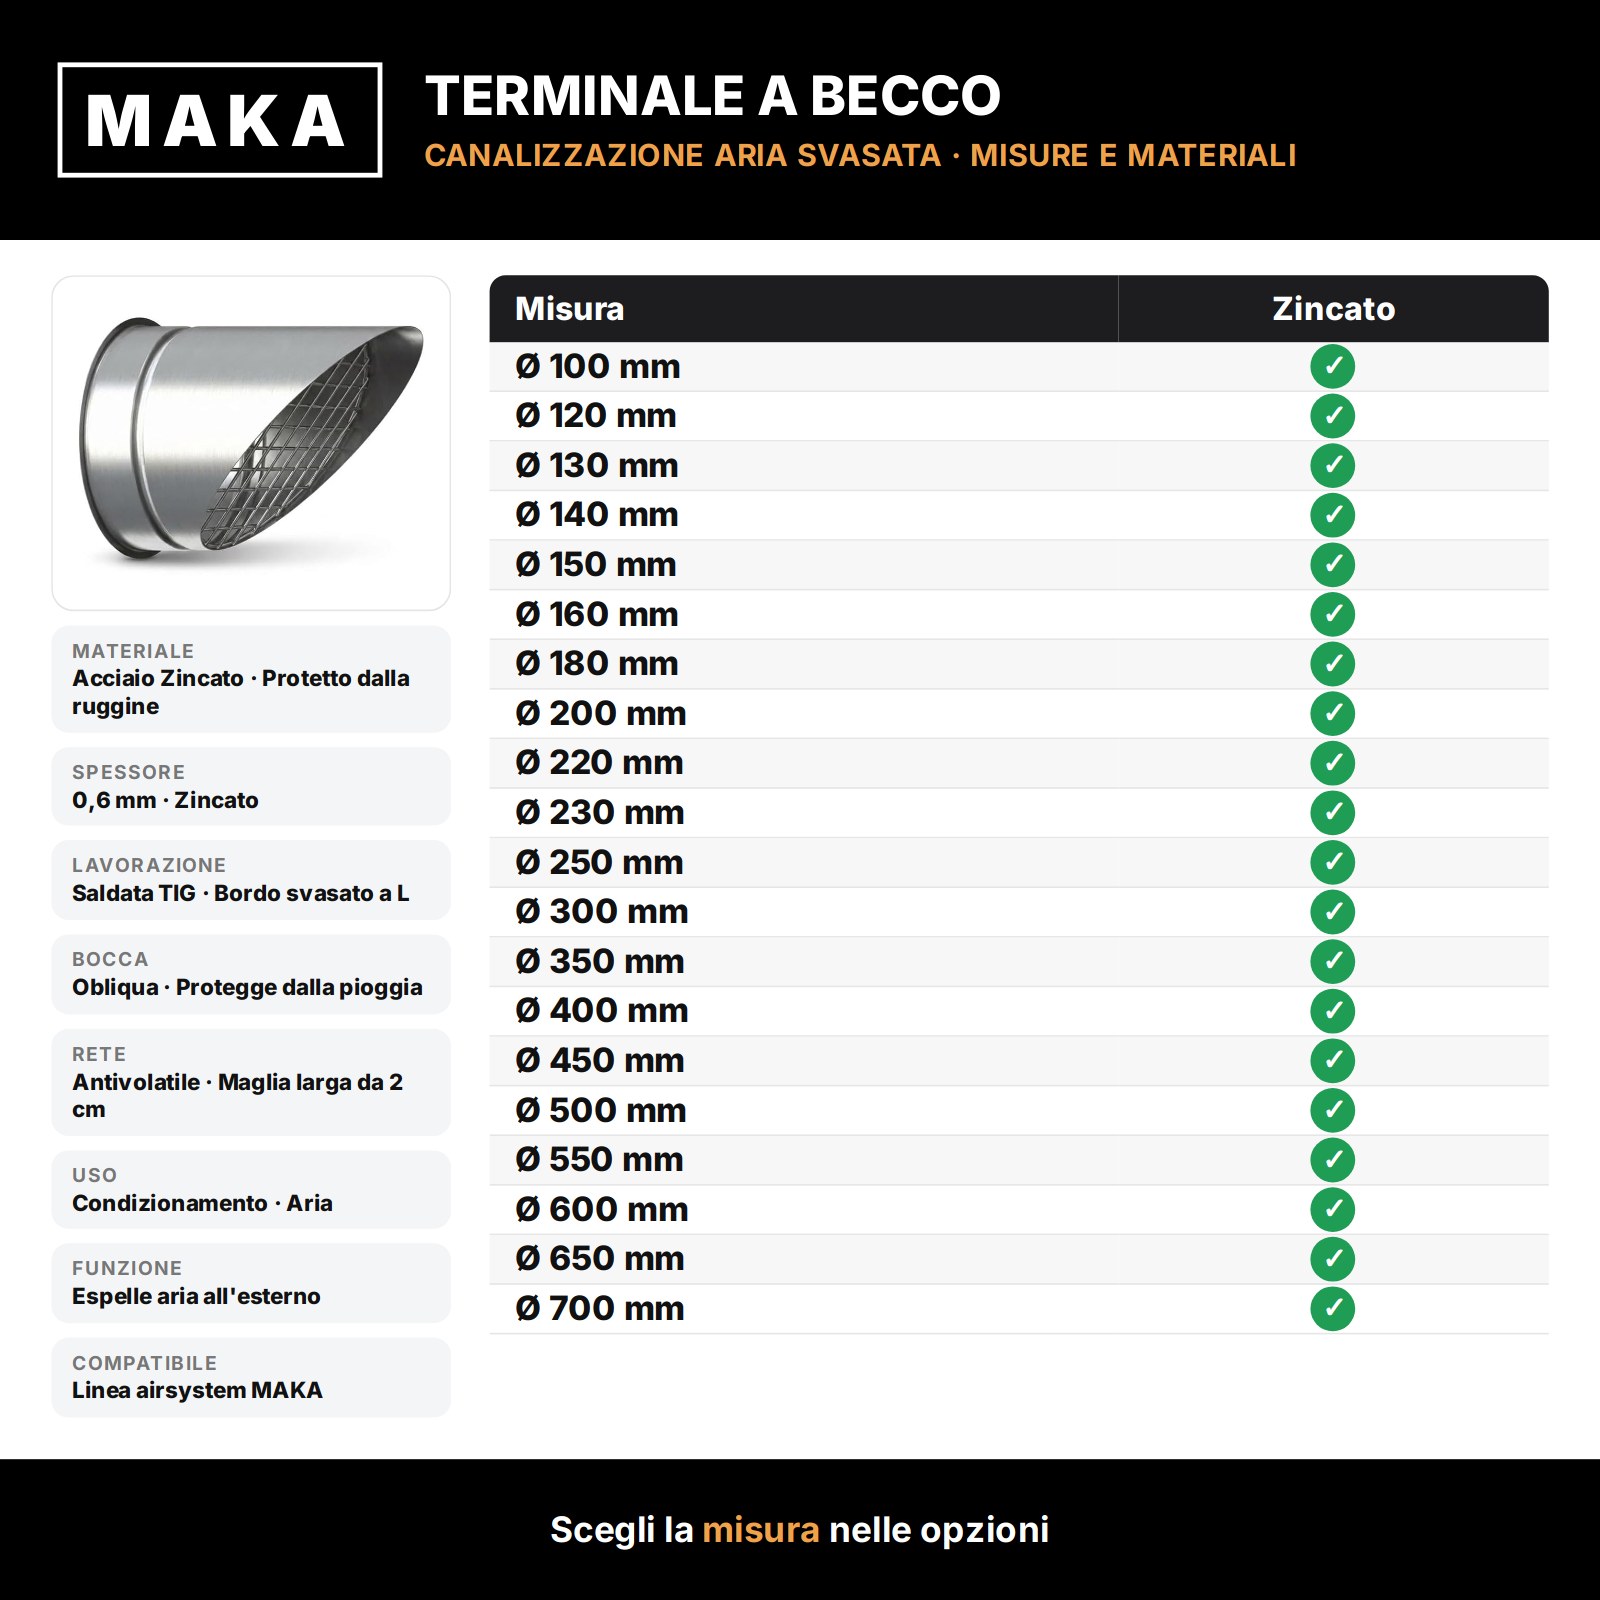 MAKA
TERMINALE A BECCO
CANALIZZAZIONE ARIA SVASATA · MISURE E MATERIALI
MATERIALE
Acciaio Zincato · Protetto dalla
ruggine
SPESSORE
0,6 mm · Zincato
LAVORAZIONE
Saldata TIG · Bordo svasato a L
BOCCA
Obliqua · Protegge dalla pioggia
RETE
Antivolatile · Maglia larga da 2
cm
USO
Condizionamento · Aria
FUNZIONE
Espelle aria all'esterno
COMPATIBILE
Linea airsystem MAKA
Misura Zincato
Ø 100 mm ✓
Ø 120 mm ✓
Ø 130 mm ✓
Ø 140 mm ✓
Ø 150 mm ✓
Ø 160 mm ✓
Ø 180 mm ✓
Ø 200 mm ✓
Ø 220 mm ✓
Ø 230 mm ✓
Ø 250 mm ✓
Ø 300 mm ✓
Ø 350 mm ✓
Ø 400 mm ✓
Ø 450 mm ✓
Ø 500 mm ✓
Ø 550 mm ✓
Ø 600 mm ✓
Ø 650 mm ✓
Ø 700 mm ✓
Scegli la misura nelle opzioni